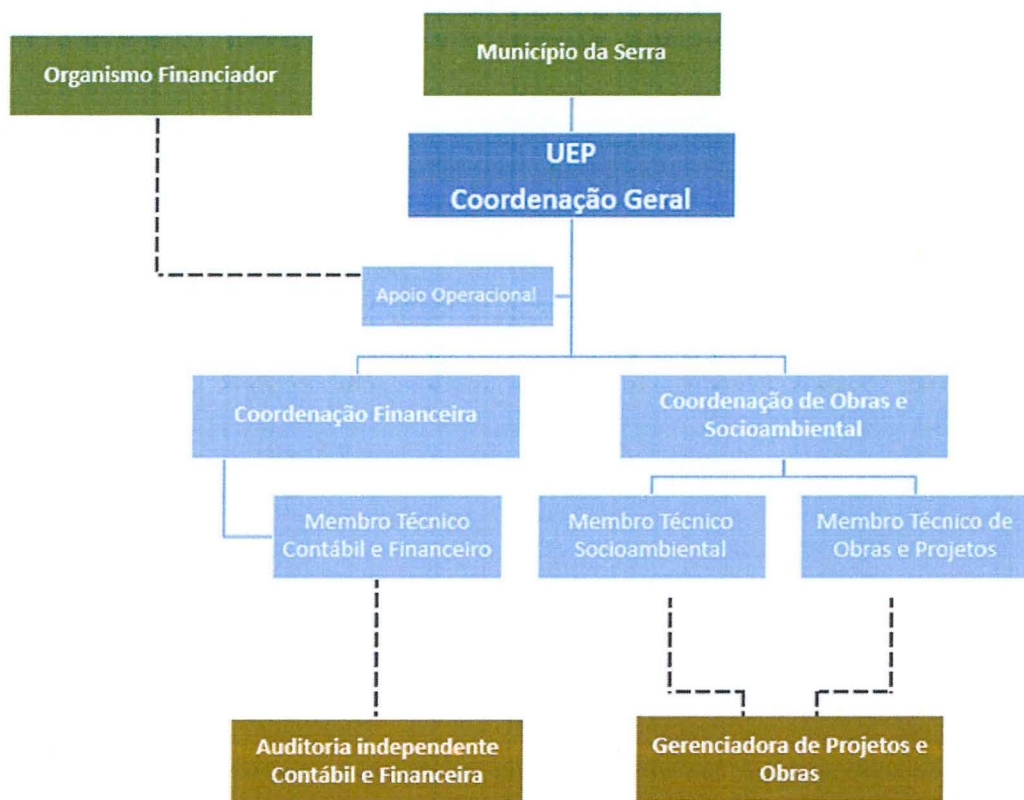 Organismo Financiador
Município da Serra
UEP
Coordenação Geral
Apoio Operacional
Coordenação Financeira
Coordenação de Obras e
Socioambiental
Membro Técnico
Contábil e Financeiro
Membro Técnico
Socioambiental
Membro Técnico de
Obras e Projetos
Auditoria independente
Contábil e Financeira
Gerenciadora de Projetos e
Obras